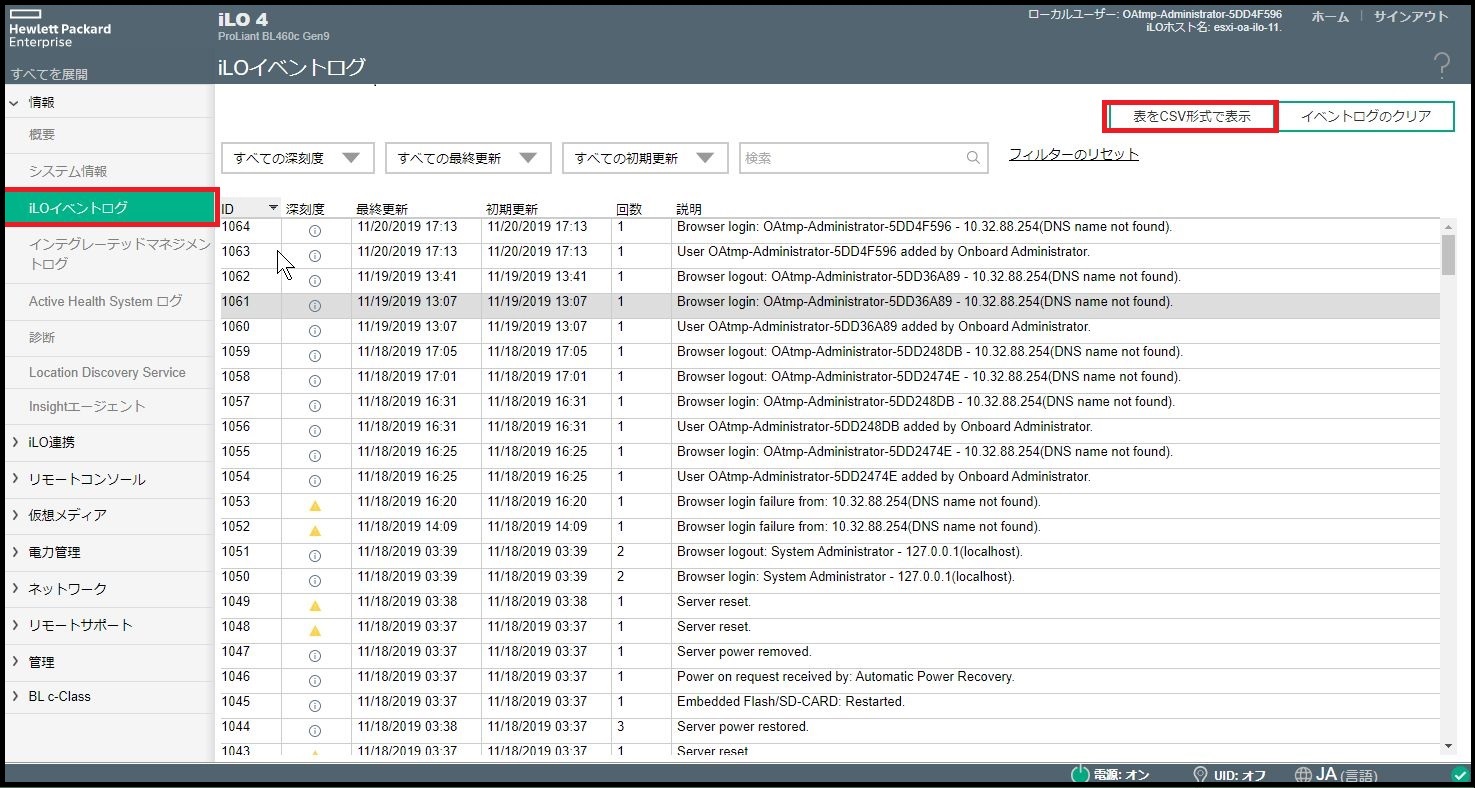 Hewlett Packard
Enterprise
すべてを展開
iLO 4
ProLiant BL460c Gen9
iLOイベントログ
ローカルユーザー: OAtmp-Administrator-5DD4F596
iLOホスト名: esxi-oa-ilo-11.
ホーム | サインアウト
?
情報
概要
システム情報
iLOイベントログ
インテグレーテッドマネジメン
トログ
Active Health System ログ
診断
Location Discovery Service
Insightエージェント
iLO連携
リモートコンソール
仮想メディア
電力管理
ネットワーク
リモートサポート
管理
BL c-Class
表をCSV形式で表示
イベントログのクリア
すべての深刻度
すべての最終更新
すべての初期更新
検索
フィルターのリセット
ID 深刻度 最終更新 初期更新 回数 説明
1064 11/20/2019 17:13 11/20/2019 17:13 1 Browser login: OAtmp-Administrator-5DD4F596 - 10.32.88.254(DNS name not found).
1063 11/20/2019 17:13 11/20/2019 17:13 1 User OAtmp-Administrator-5DD4F596 added by Onboard Administrator.
1062 11/19/2019 13:41 11/19/2019 13:41 1 Browser logout: OAtmp-Administrator-5DD36A89 - 10.32.88.254(DNS name not found).
1061 11/19/2019 13:07 11/19/2019 13:07 1 Browser login: OAtmp-Administrator-5DD36A89 - 10.32.88.254(DNS name not found).
1060 11/19/2019 13:07 11/19/2019 13:07 1 User OAtmp-Administrator-5DD36A89 added by Onboard Administrator.
1059 11/18/2019 17:05 11/18/2019 17:05 1 Browser logout: OAtmp-Administrator-5DD248DB - 10.32.88.254(DNS name not found).
1058 11/18/2019 17:01 11/18/2019 17:01 1 Browser logout: OAtmp-Administrator-5DD2474E - 10.32.88.254(DNS name not found).
1057 11/18/2019 16:31 11/18/2019 16:31 1 Browser login: OAtmp-Administrator-5DD248DB - 10.32.88.254(DNS name not found).
1056 11/18/2019 16:31 11/18/2019 16:31 1 User OAtmp-Administrator-5DD248DB added by Onboard Administrator.
1055 11/18/2019 16:25 11/18/2019 16:25 1 Browser login: OAtmp-Administrator-5DD2474E - 10.32.88.254(DNS name not found).
1054 11/18/2019 16:25 11/18/2019 16:25 1 User OAtmp-Administrator-5DD2474E added by Onboard Administrator.
1053 11/18/2019 16:20 11/18/2019 16:20 1 Browser login failure from: 10.32.88.254(DNS name not found).
1052 11/18/2019 14:09 11/18/2019 14:09 1 Browser login failure from: 10.32.88.254(DNS name not found).
1051 11/18/2019 03:39 11/18/2019 03:39 2 Browser logout: System Administrator - 127.0.0.1(localhost).
1050 11/18/2019 03:39 11/18/2019 03:39 2 Browser login: System Administrator - 127.0.0.1(localhost).
1049 11/18/2019 03:38 11/18/2019 03:38 1 Server reset.
1048 11/18/2019 03:37 11/18/2019 03:37 1 Server reset.
1047 11/18/2019 03:37 11/18/2019 03:37 1 Server power removed.
1046 11/18/2019 03:37 11/18/2019 03:37 1 Power on request received by: Automatic Power Recovery.
1045 11/18/2019 03:37 11/18/2019 03:37 1 Embedded Flash/SD-CARD: Restarted.
1044 11/18/2019 03:38 11/18/2019 03:37 3 Server power restored.
1043 11/18/2019 03:37 11/18/2019 03:37 1 Server reset
電源: オン
UID: オフ
JA (言語)